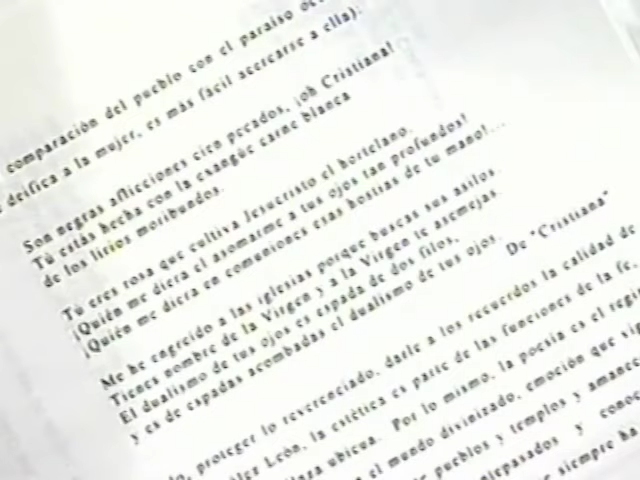 comparación del pueblo con el paraíso
deifica a la mujer, es más fácil acercarse a ella):
Son negras aflicciones cien pecados, ¡oh Cristiana!
Tú estás hecha con la exangüe carne blanca
de los lirios moribundos.
Tú eres rosa que cultiva Jesucristo el hortelano.
¡Quién me diera el asomarme a tus ojos tan profundos!
¡Quién me diera en comuniones esas hostias de tu mano!...
Me he engreído a las iglesias porque buscas sus asilos.
Tienes nombre de la Virgen y a la Virgen te asemejas.
El dualismo de tus ojos es espada de dos filos,
y es de espadas acombadas el dualismo de tus ojos.
De "Cristiana"
proteger lo reverenciado, darle a los recuerdos la calidad de
León, la estética es parte de las funciones de la fe.
ubicua. Por lo mismo, la poesía es el
el mundo divinizado, emoción que
de pueblos y templos y
antepasados y
siempre ha